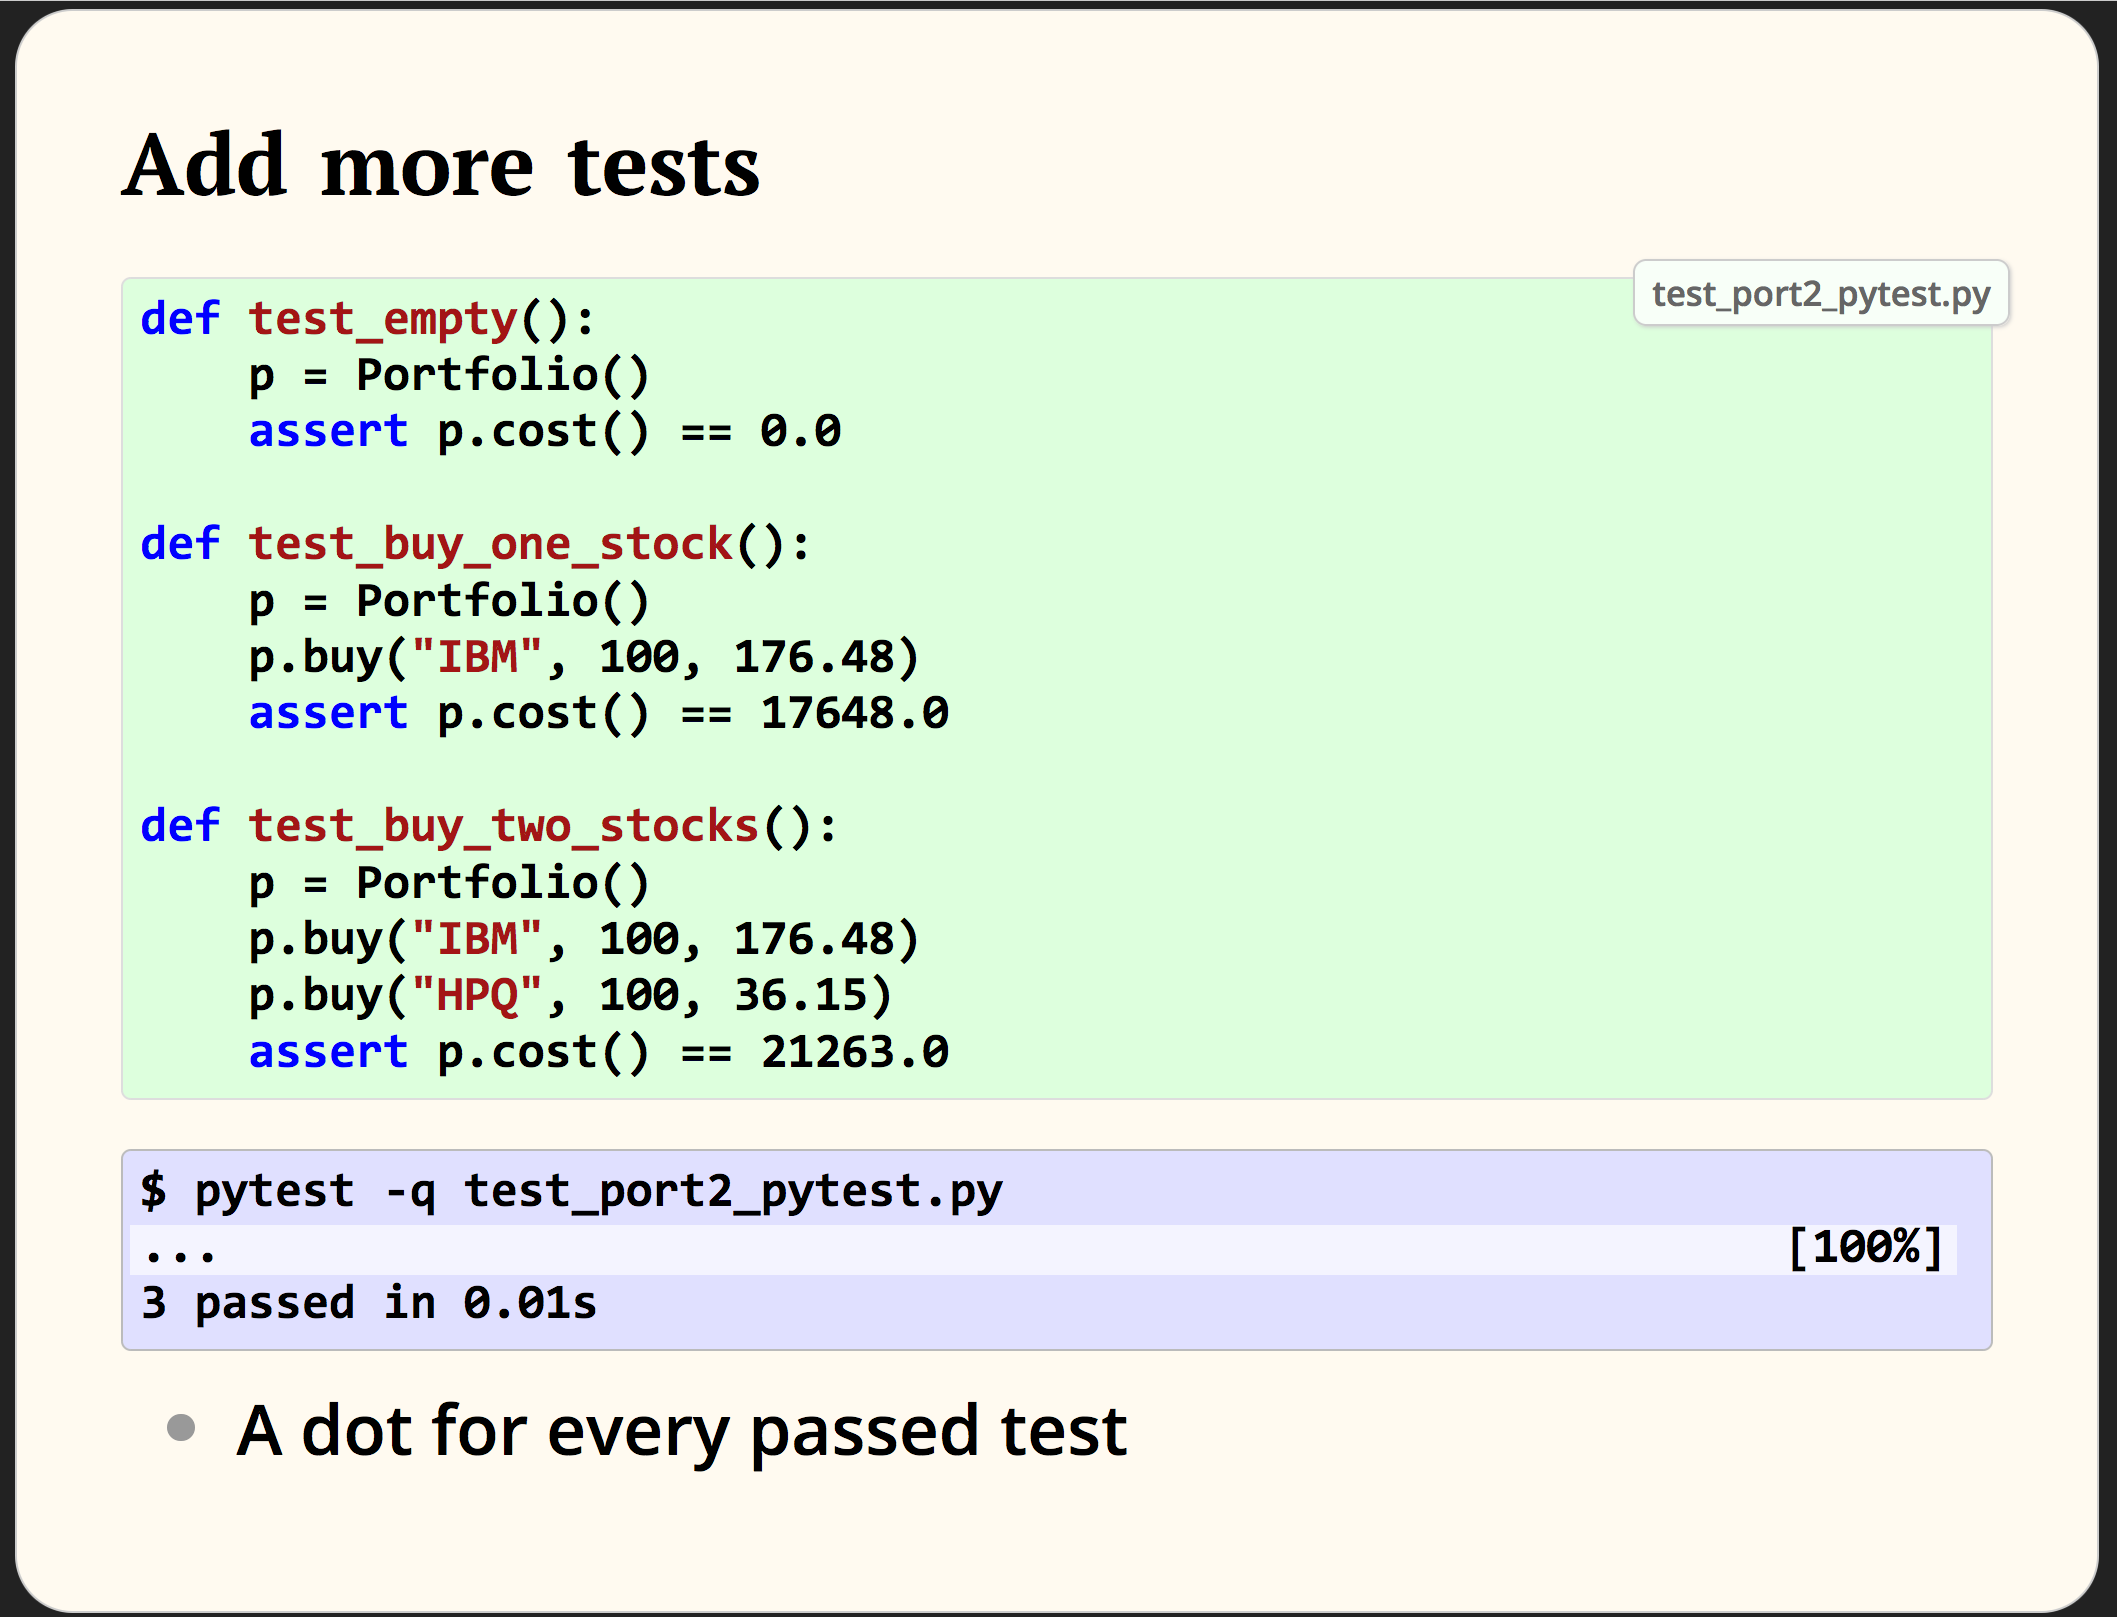 Add more tests
test_port2_pytest.py
def test_empty():
    p = Portfolio()
    assert p.cost() == 0.0

def test_buy_one_stock():
    p = Portfolio()
    p.buy("IBM", 100, 176.48)
    assert p.cost() == 17648.0

def test_buy_two_stocks():
    p = Portfolio()
    p.buy("IBM", 100, 176.48)
    p.buy("HPQ", 100, 36.15)
    assert p.cost() == 21263.0

$ pytest -q test_port2_pytest.py
... [100%]
3 passed in 0.01s
• A dot for every passed test